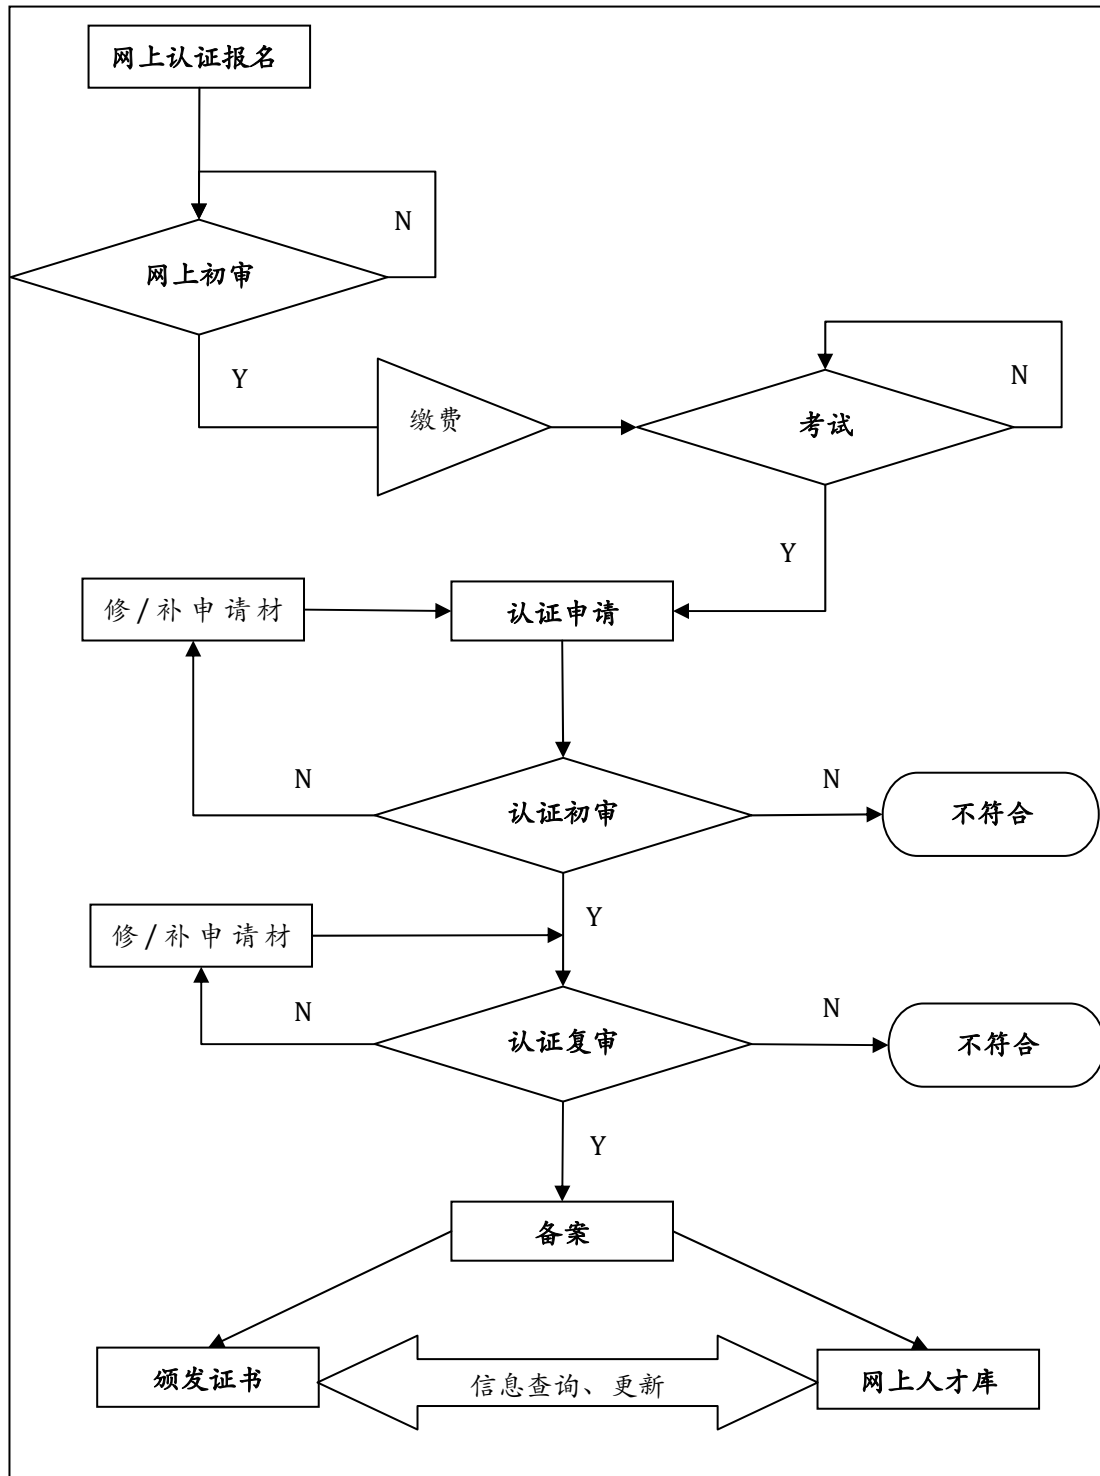 网上认证报名
N
网上初审
Y
缴费
N
考试
Y
修/补申请材
认证申请
N
认证初审
N
不符合
Y
修/补申请材
N
认证复审
N
不符合
Y
备案
颁发证书
信息查询、更新
网上人才库